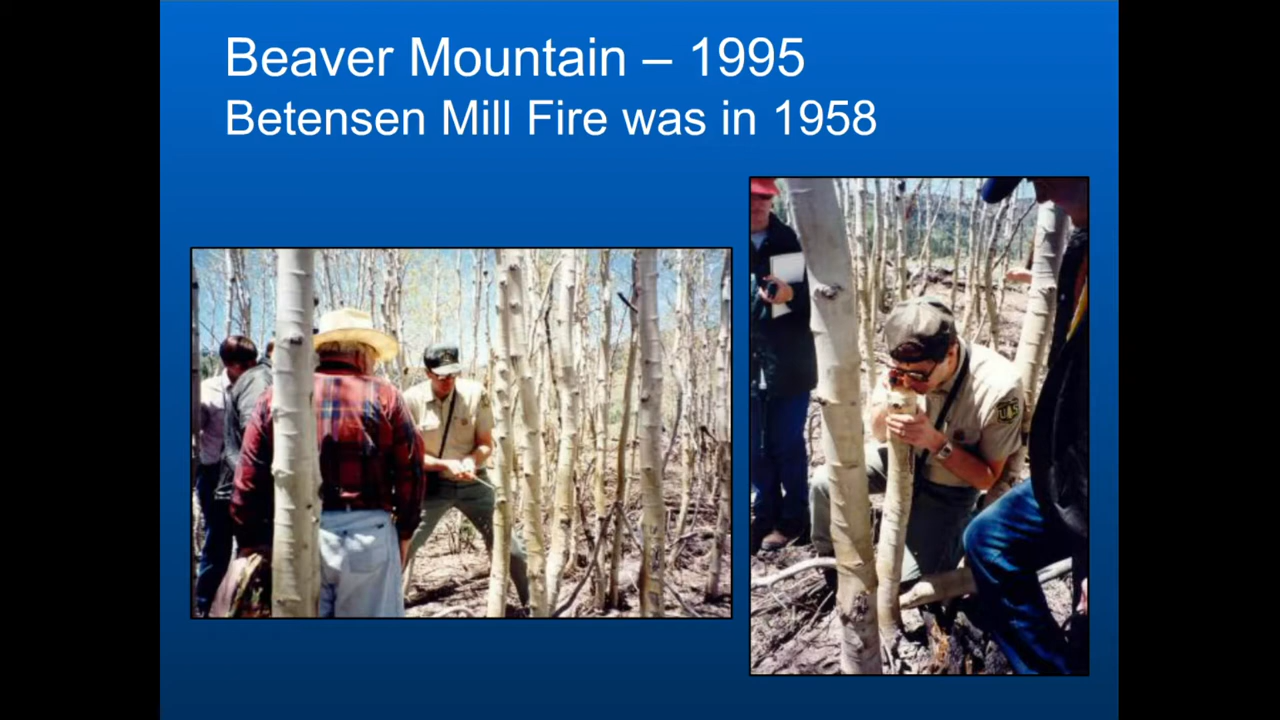 Beaver Mountain – 1995
Betensen Mill Fire was in 1958